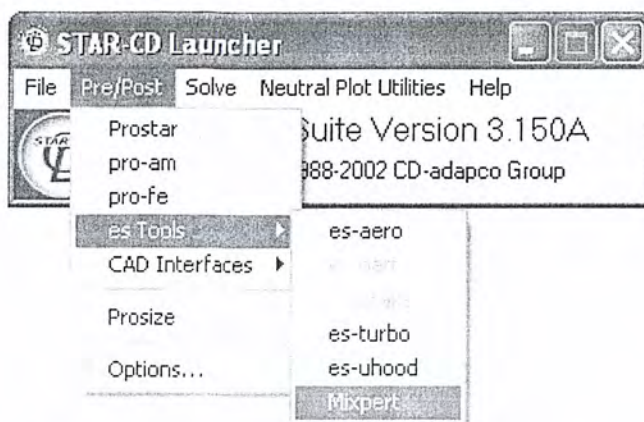 STAR-CD Launcher
File Pre/Post Solve Neutral Plot Utilities Help
Suite Version 3.150A
988-2002 CD-adapco Group
Prostar
pro-am
pro-fe
es Tools
CAD Interfaces
Prosize
Options...
es-aero
es-turbo
es-uhood
Mixpert